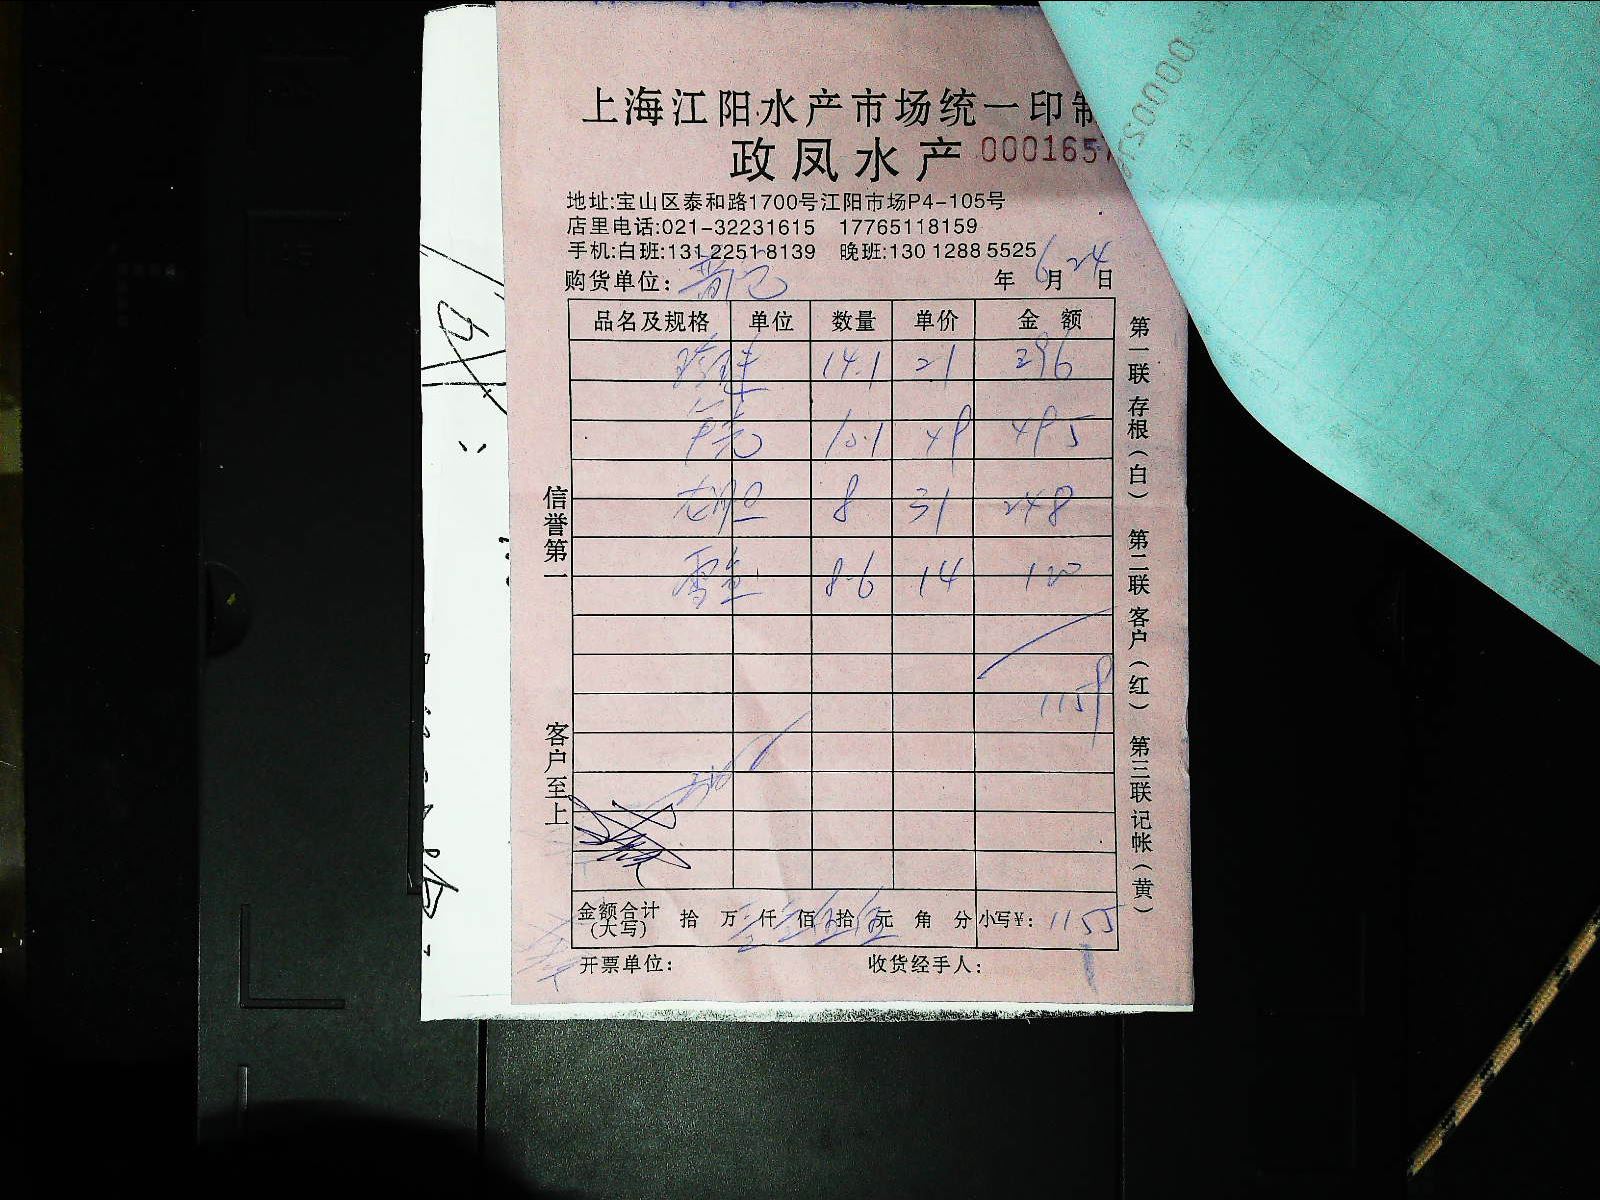 上海江阳水产市场统一印制
政凤水产 0001657
地址:宝山区泰和路1700号江阳市场P4-105号
店里电话:021-32231615 17765118159
手机:白班:131 2251 8139 晚班:130 1288 5525
购货单位: 年 6 月 24 日
品名及规格 单位 数量 单价 金额
14.1 21 296
10.1 49 495
8 31 248
雪鱼 8.6 14 120
1159
金额合计(大写) 拾 万 仟 佰 拾 元 角 分 小写¥: 1155
开票单位: 收货经手人:
信誉第一 客户至上
第一联 存根(白) 第二联 客户(红) 第三联 记帐(黄)